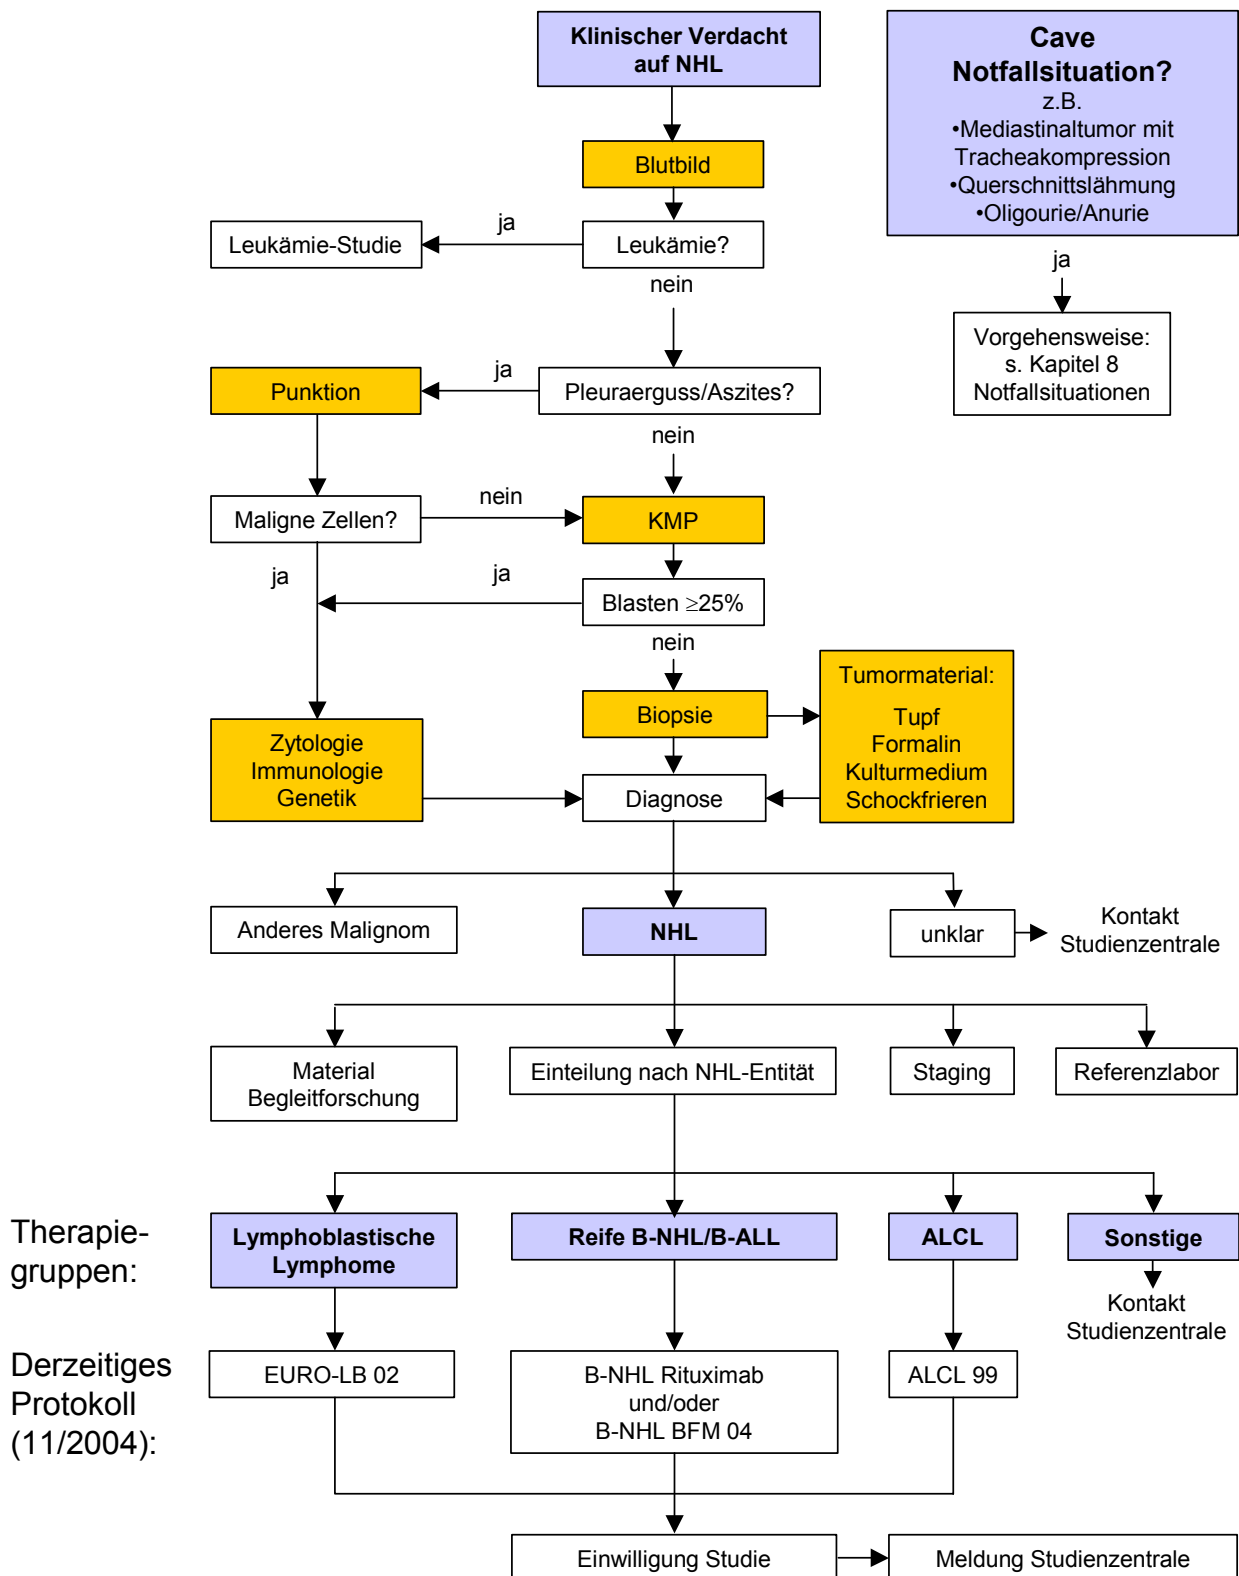 Klinischer Verdacht
auf NHL
Cave
Notfallsituation?
z.B.
•Mediastinaltumor mit
Tracheakompression
•Querschnittslähmung
•Oligourie/Anurie
Blutbild
ja
Leukämie-Studie
Leukämie?
nein
ja
Vorgehensweise:
s. Kapitel 8
Notfallsituationen
ja
Punktion
Pleuraerguss/Aszites?
nein
nein
Maligne Zellen?
KMP
ja
ja
Blasten ≥25%
nein
Biopsie
Tumormaterial:
Tupf
Formalin
Kulturmedium
Schockfrieren
Zytologie
Immunologie
Genetik
Diagnose
Anderes Malignom
NHL
unklar
Kontakt
Studienzentrale
Material
Begleitforschung
Einteilung nach NHL-Entität
Staging
Referenzlabor
Therapie-
gruppen:
Lymphoblastische
Lymphome
Reife B-NHL/B-ALL
ALCL
Sonstige
Kontakt
Studienzentrale
Derzeitiges
Protokoll
(11/2004):
EURO-LB 02
B-NHL Rituximab
und/oder
B-NHL BFM 04
ALCL 99
Einwilligung Studie
Meldung Studienzentrale